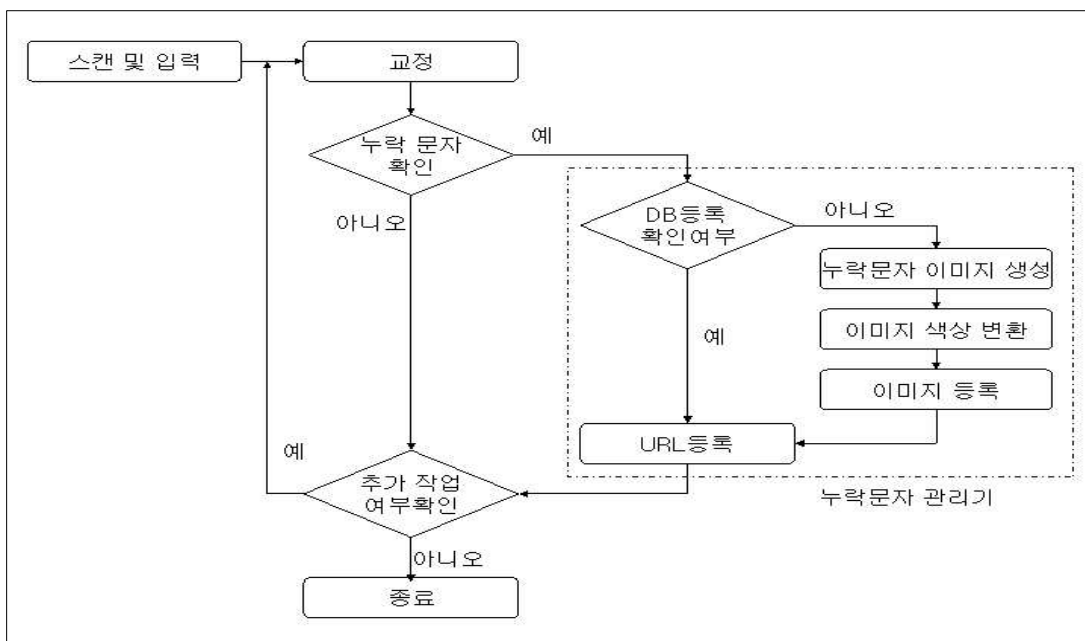 스캔 및 입력
교정
누락 문자
확인
예
아니오
DB등록
확인여부
아니오
누락문자 이미지 생성
이미지 색상 변환
예
이미지 등록
URL등록
예
추가 작업
여부확인
누락문자 관리기
아니오
종료